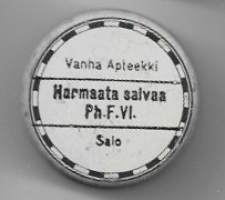 Vanha Apteekki
Harmaata salvaa
Ph.F.VI.
Salo